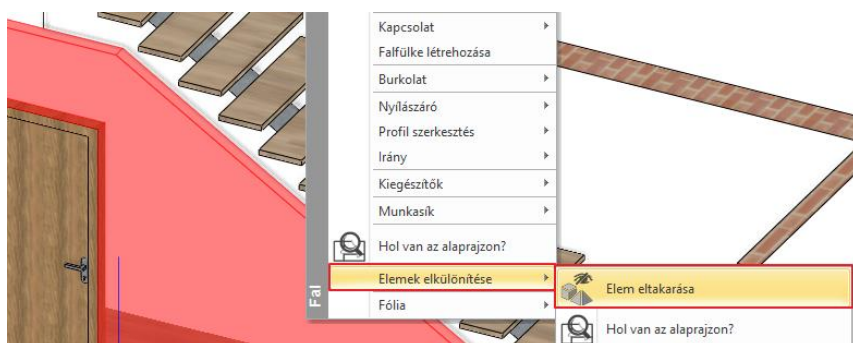 Kapcsolat
Falfülke létrehozása
Burkolat
Nyílászáró
Profil szerkesztés
Irány
Kiegészítők
Munkasík
Hol van az alaprajzon?
Elemek elkülönítése
Fólia
Fal
Elem eltakarása
Hol van az alaprajzon?